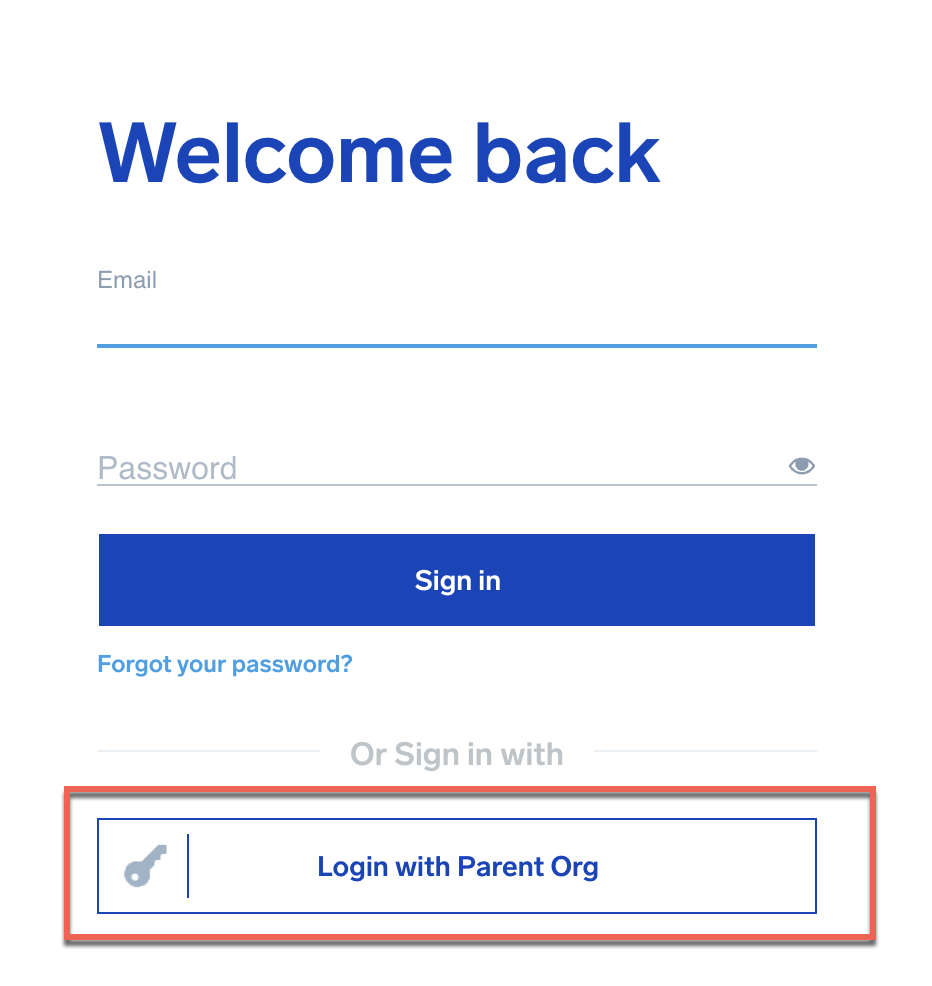 Welcome back
Email
Password
Sign in
Forgot your password?
Or Sign in with
Login with Parent Org